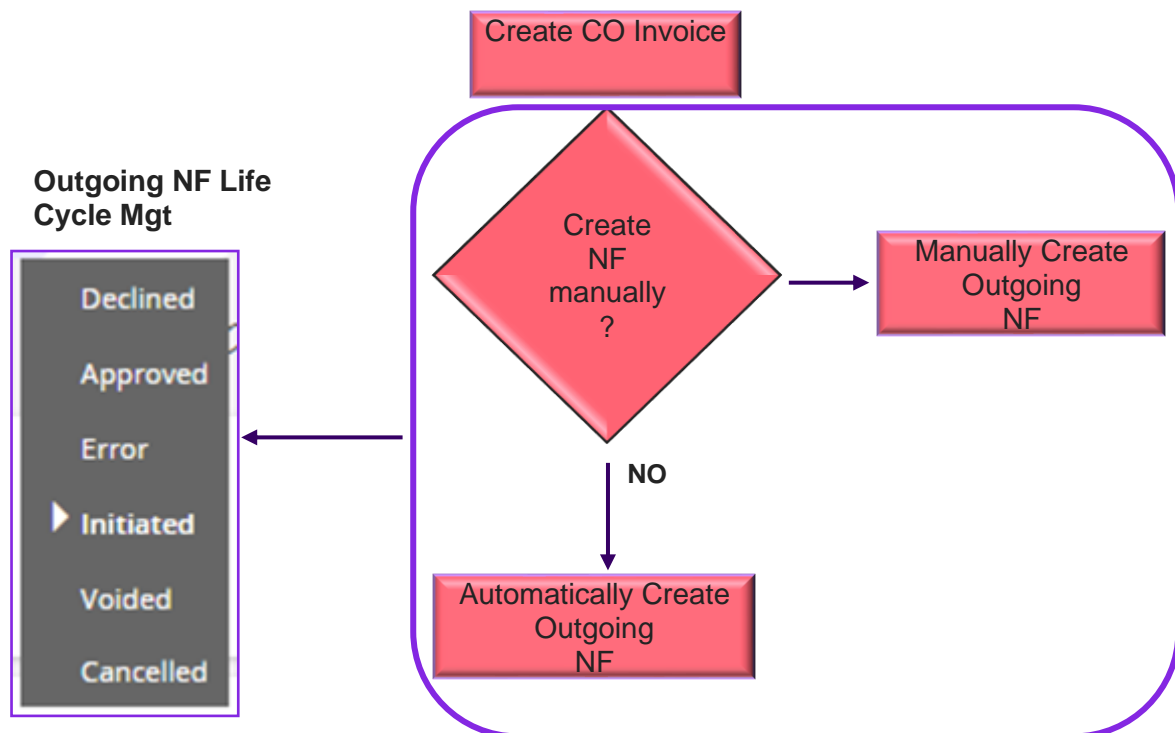 Create CO Invoice
Outgoing NF Life
Cycle Mgt
Declined
Approved
Error
Initiated
Voided
Cancelled
Create
NF
manually
?
Manually Create
Outgoing
NF
NO
Automatically Create
Outgoing
NF